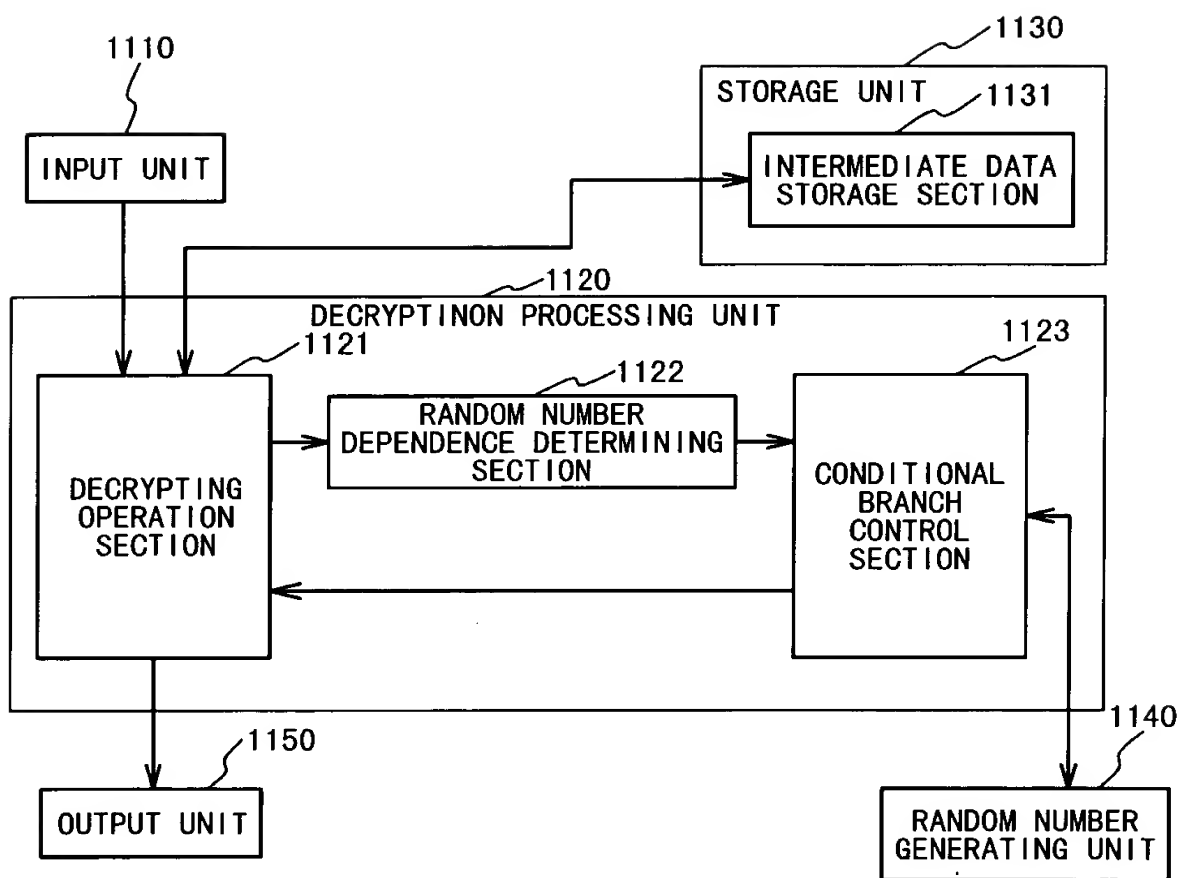 1110
INPUT UNIT
1130
STORAGE UNIT
1131
INTERMEDIATE DATA
STORAGE SECTION
1120
DECRYPTINON PROCESSING UNIT
1121
DECRYPTING
OPERATION
SECTION
1122
RANDOM NUMBER
DEPENDENCE DETERMINING
SECTION
1123
CONDITIONAL
BRANCH
CONTROL
SECTION
1150
OUTPUT UNIT
1140
RANDOM NUMBER
GENERATING UNIT